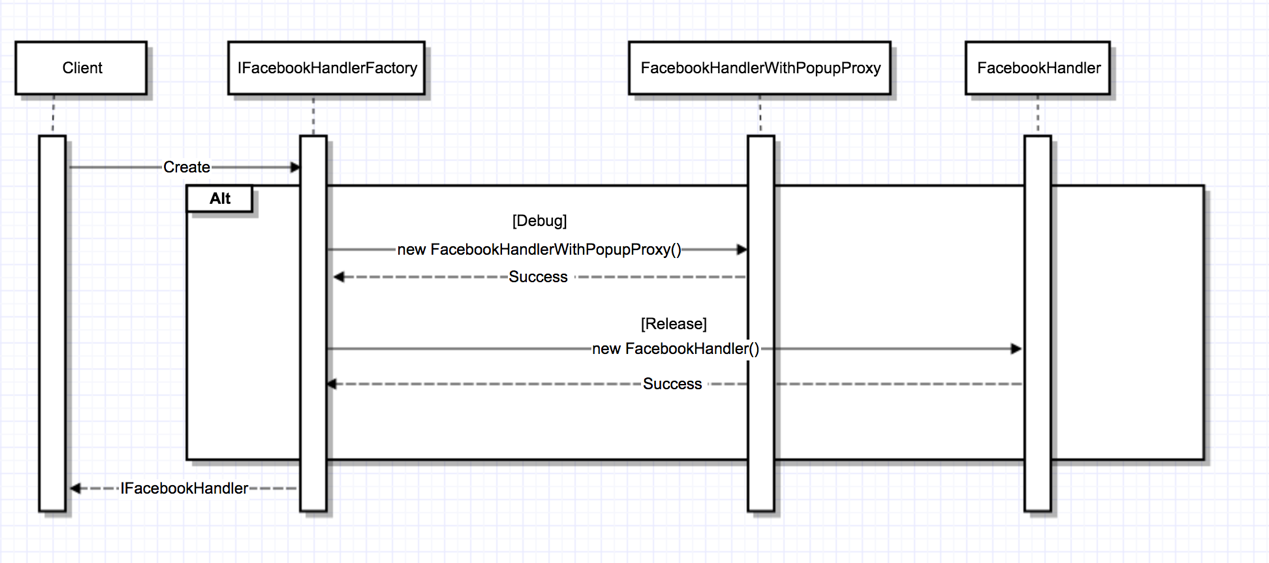 Client
IFacebookHandlerFactory
FacebookHandlerWithPopupProxy
FacebookHandler
Create
Alt
[Debug]
new FacebookHandlerWithPopupProxy()
Success
[Release]
new FacebookHandler()
Success
IFacebookHandler